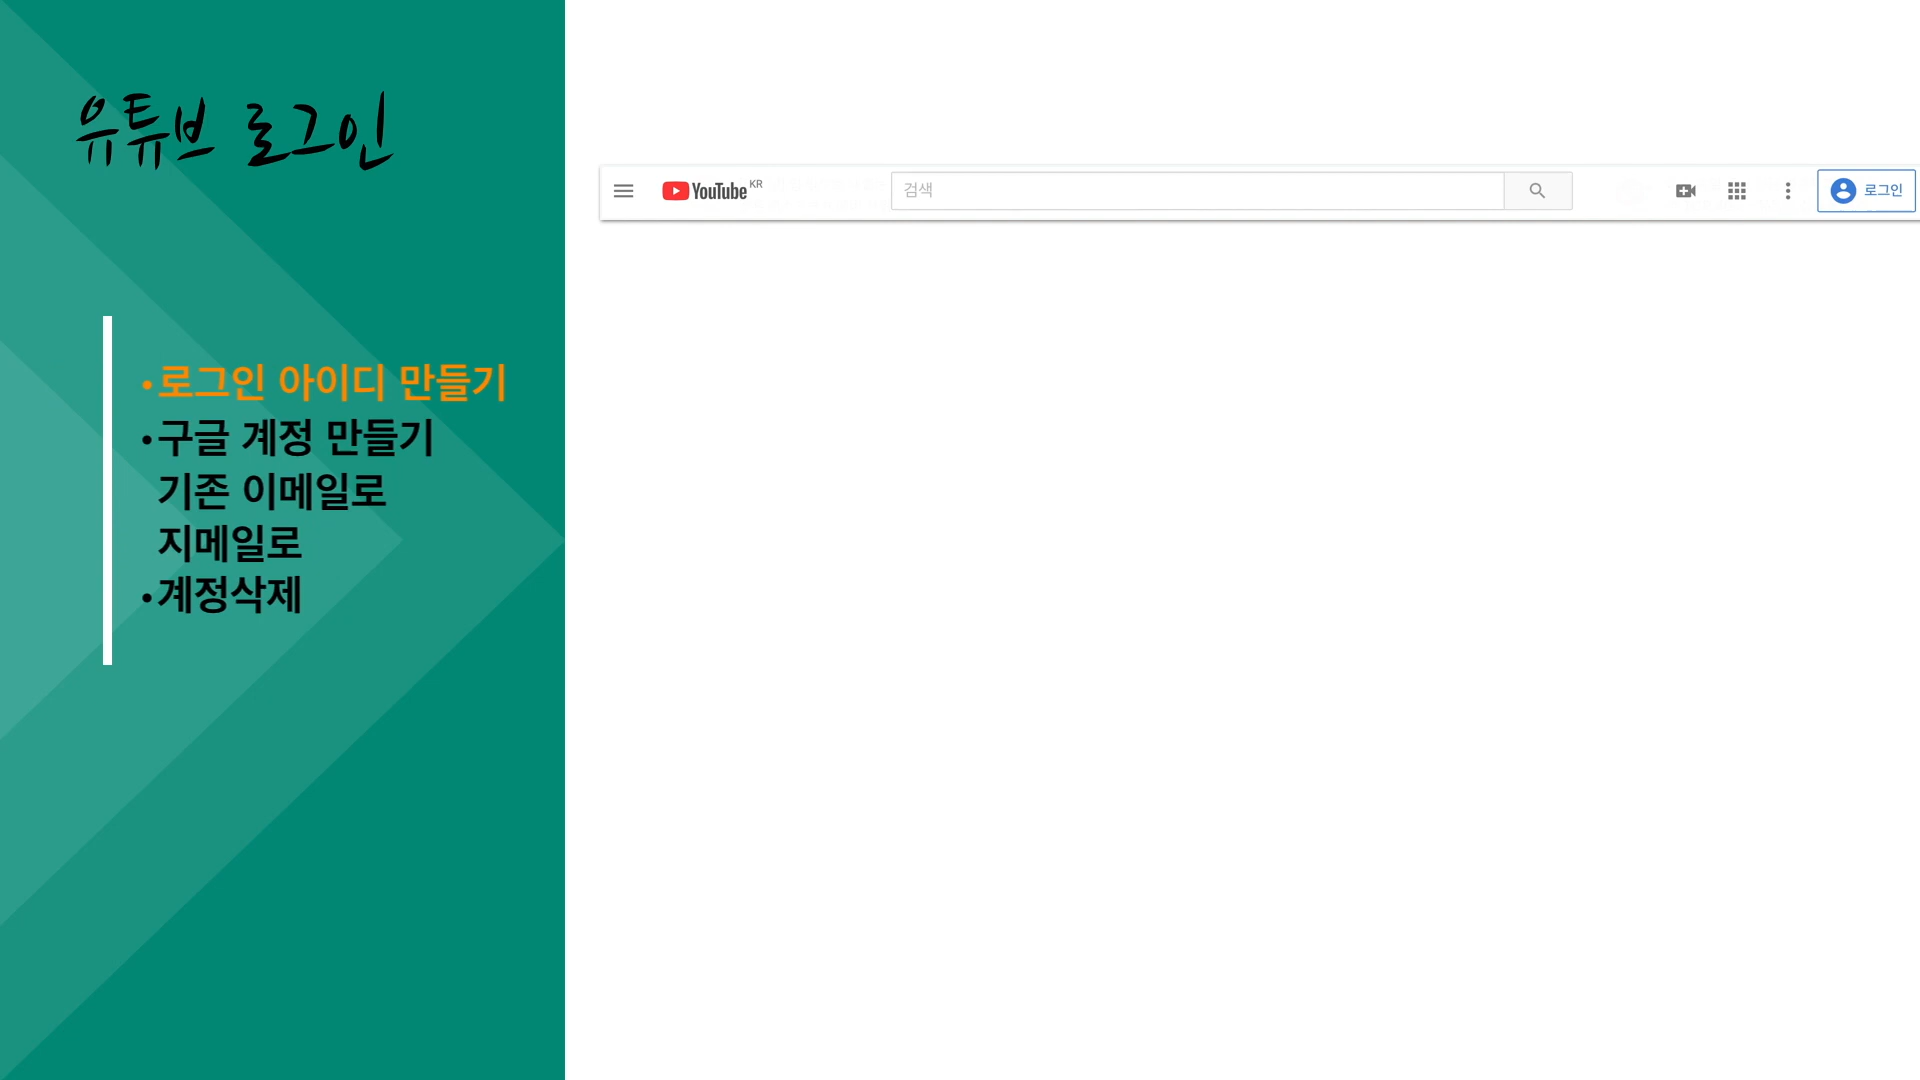 유튜브 로그인
YouTube KR
검색
로그인
•로그인 아이디 만들기
•구글 계정 만들기
기존 이메일로
지메일로
•계정삭제